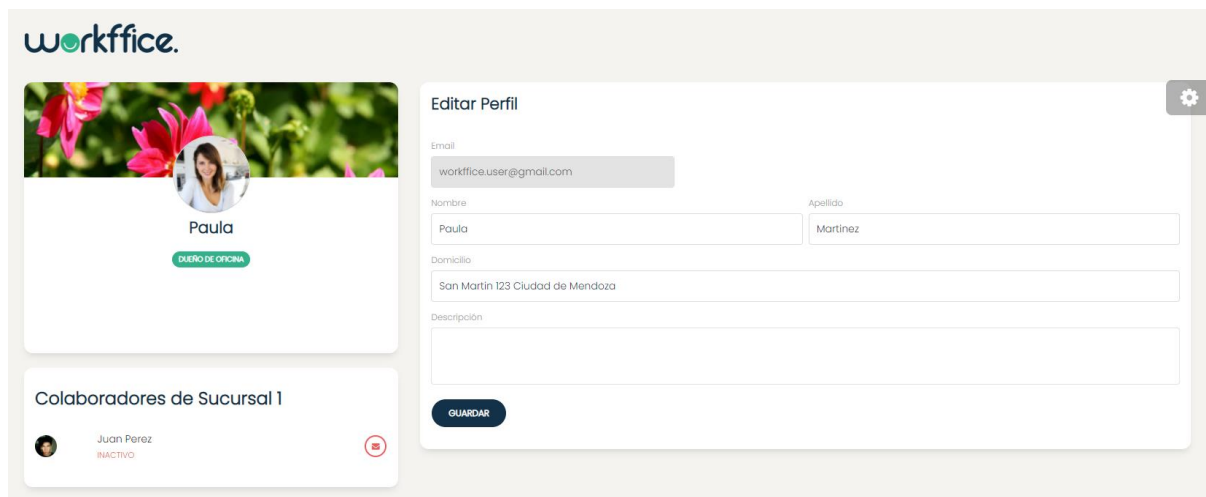 workffice.
Paula
DUEÑO DE OFICINA
Colaboradores de Sucursal 1
Juan Perez
INACTIVO
Editar Perfil
Email
workffice.user@gmail.com
Nombre
Apellido
Paula
Martinez
Domicilio
San Martin 123 Ciudad de Mendoza
Descripción
GUARDAR